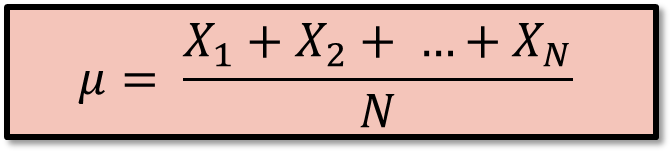 μ = (X₁ + X₂ + ... + X_N) / N